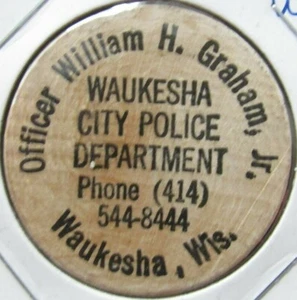 Officer William H. Graham, Jr.
WAUKESHA
CITY POLICE
DEPARTMENT
Phone (414)
544-8444
Waukesha, Wis.